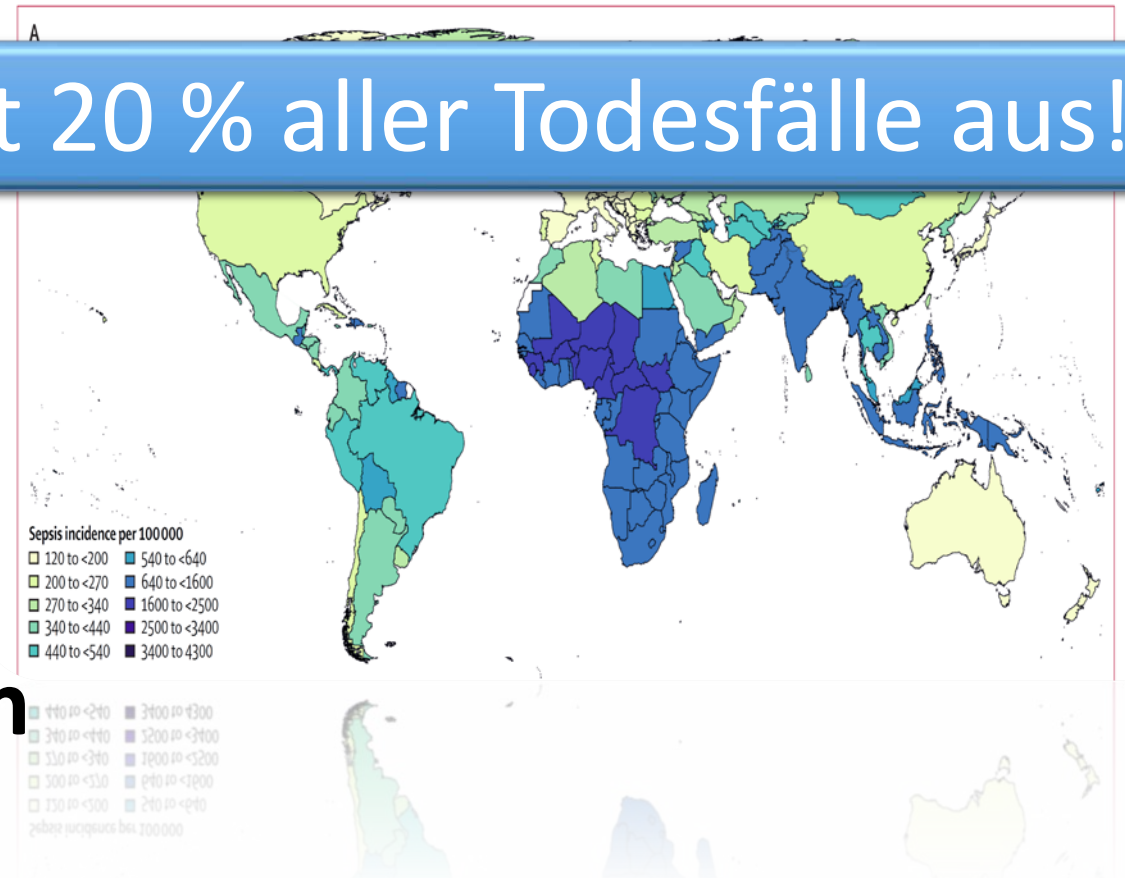 A
t 20 % aller Todesfälle aus!
Sepsis incidence per 100 000
120 to <200
200 to <270
270 to <340
340 to <440
440 to <540
540 to <640
640 to <1600
1600 to <2500
2500 to <3400
3400 to 4300
n